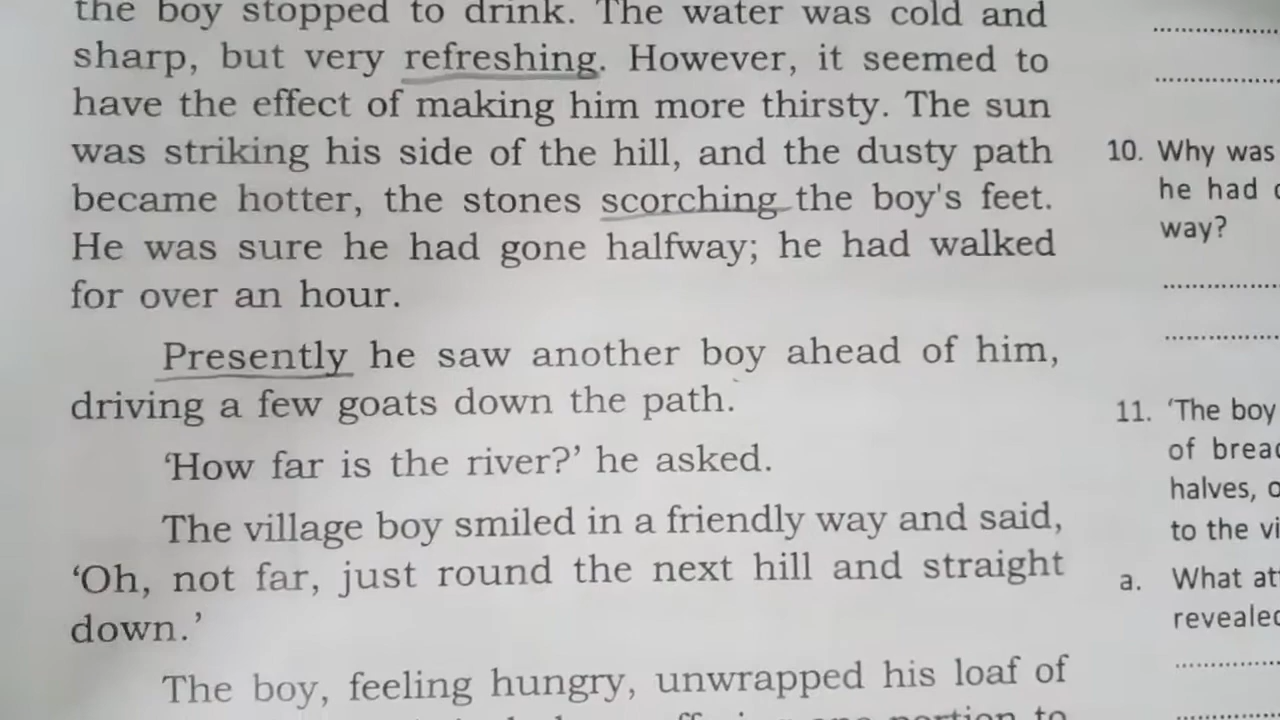 the boy stopped to drink. The water was cold and
sharp, but very refreshing. However, it seemed to
have the effect of making him more thirsty. The sun
was striking his side of the hill, and the dusty path
became hotter, the stones scorching the boy's feet.
He was sure he had gone halfway; he had walked
for over an hour.
Presently he saw another boy ahead of him,
driving a few goats down the path.
‘How far is the river?’ he asked.
The village boy smiled in a friendly way and said,
‘Oh, not far, just round the next hill and straight
down.’
The boy, feeling hungry, unwrapped his loaf of
portion to
10. Why was
he had
way?
11. ‘The boy
of
halves,
to the
a. What